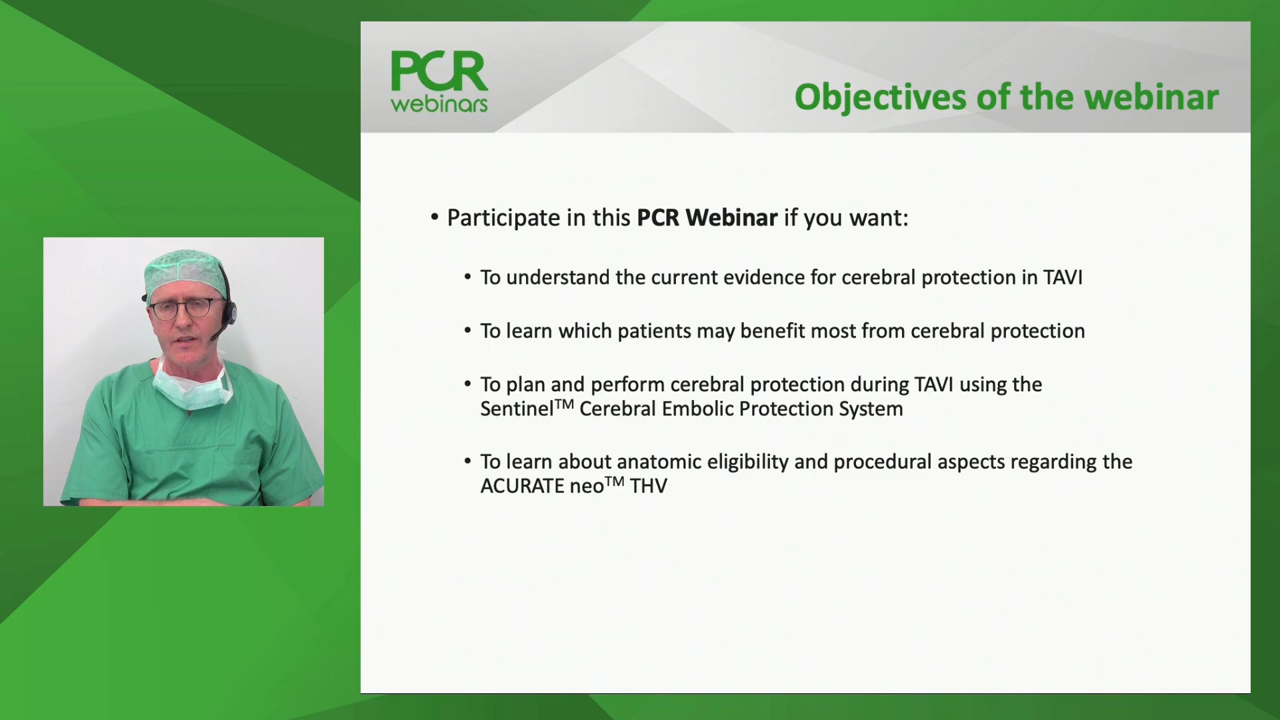 PCR
webinars
Objectives of the webinar
• Participate in this PCR Webinar if you want:
• To understand the current evidence for cerebral protection in TAVI
• To learn which patients may benefit most from cerebral protection
• To plan and perform cerebral protection during TAVI using the
Sentinel™ Cerebral Embolic Protection System
• To learn about anatomic eligibility and procedural aspects regarding the
ACURATE neo™ THV